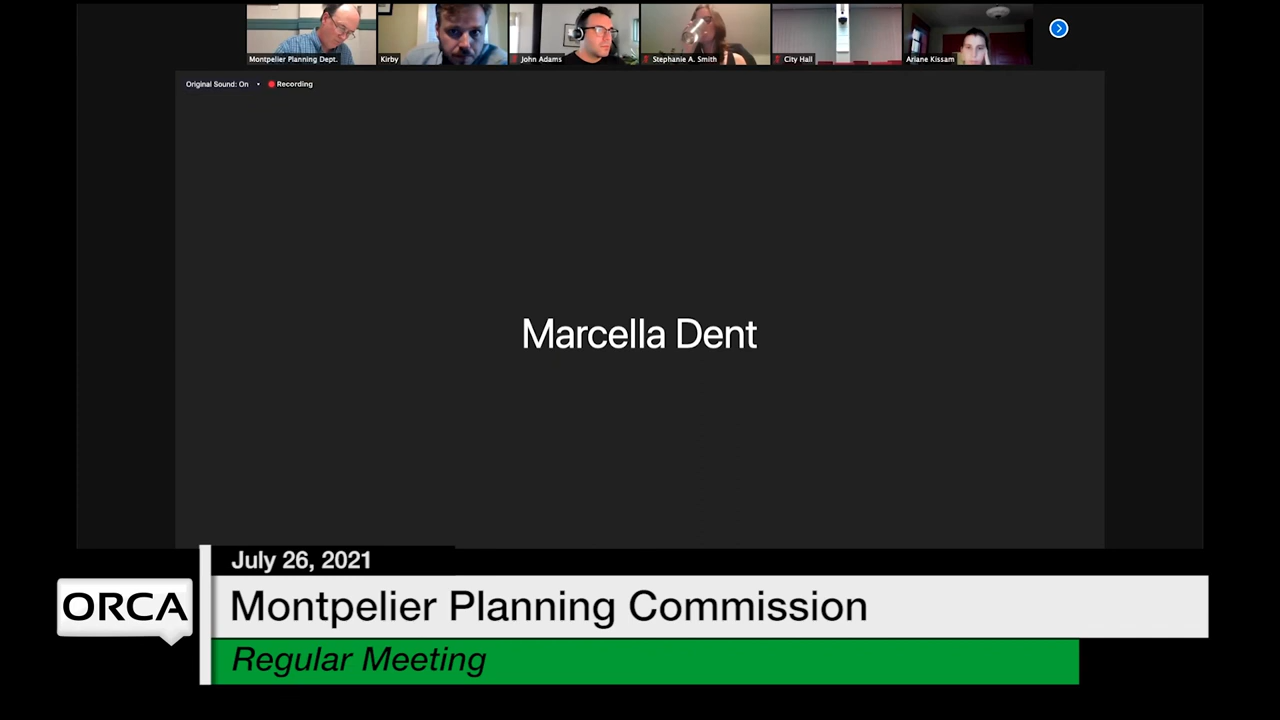 Montpelier Planning Dept.
Kirby
John Adams
Stephanie A. Smith
City Hall
Ariane Kissam
Original Sound: On • Recording
Marcella Dent
July 26, 2021
ORCA
Montpelier Planning Commission
Regular Meeting